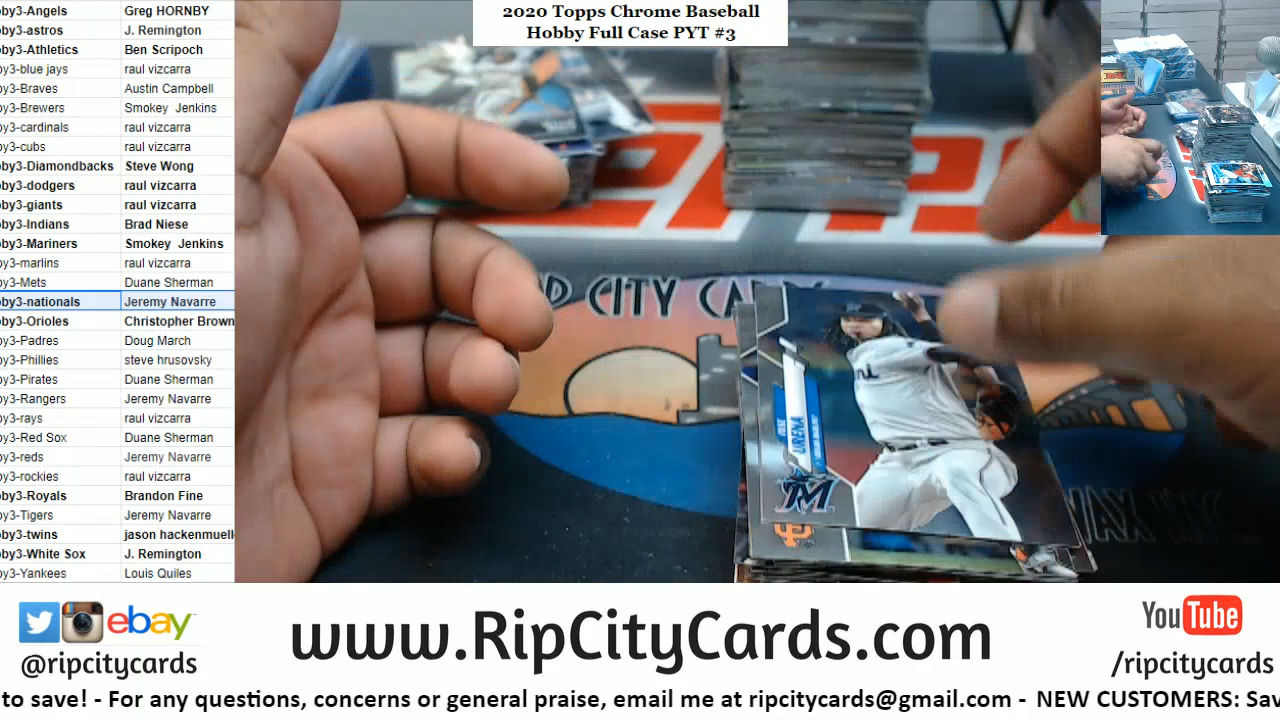 2020 Topps Chrome Baseball
Hobby Full Case PYT #3
by3-Angels Greg HORNBY
by3-astros J. Remington
by3-Athletics Ben Scripoch
by3-blue jays raul vizcarra
by3-Braves Austin Campbell
by3-Brewers Smokey Jenkins
by3-cardinals raul vizcarra
by3-cubs raul vizcarra
by3-Diamondbacks Steve Wong
by3-dodgers raul vizcarra
by3-giants raul vizcarra
by3-Indians Brad Niese
by3-Mariners Smokey Jenkins
by3-marlins raul vizcarra
by3-Mets Duane Sherman
by3-nationals Jeremy Navarre
by3-Orioles Christopher Brown
by3-Padres Doug March
by3-Phillies steve hrusovsky
by3-Pirates Duane Sherman
by3-Rangers Jeremy Navarre
by3-rays raul vizcarra
by3-Red Sox Duane Sherman
by3-reds Jeremy Navarre
by3-rockies raul vizcarra
by3-Royals Brandon Fine
by3-Tigers Jeremy Navarre
by3-twins jason hackenmuell
by3-White Sox J. Remington
by3-Yankees Louis Quiles
P CITY CA
UREÑA
M
SF
WAX
ebay
@ripcitycards
www.RipCityCards.com
YouTube
/ripcitycards
to save! - For any questions, concerns or general praise, email me at ripcitycards@gmail.com - NEW CUSTOMERS: Sav